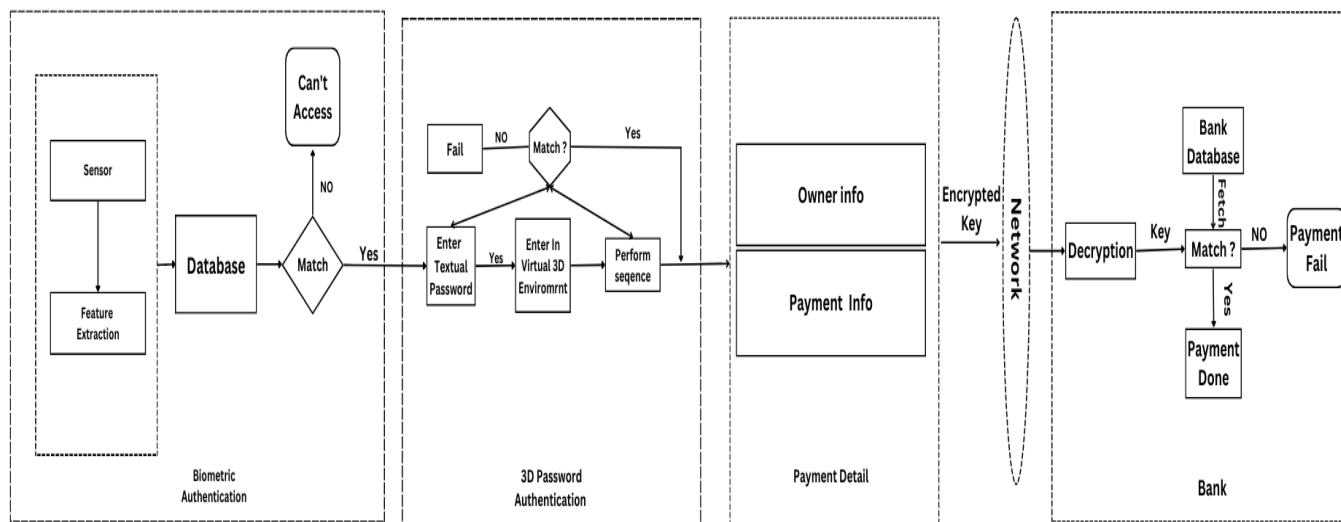 Sensor
Feature
Extraction
Database
Can't
Access
NO
Match
Yes
Biometric
Authentication
Fail
NO
Match ?
Yes
Enter
Textual
Password
Yes
Enter In
Virtual 3D
Enviromrnt
Perform
seqence
3D Password
Authentication
Owner info
Payment Info
Payment Detail
Encrypted
Key
Network
Decryption
Key
Bank
Database
Fetch
Match ?
NO
Payment
Fail
Yes
Payment
Done
Bank